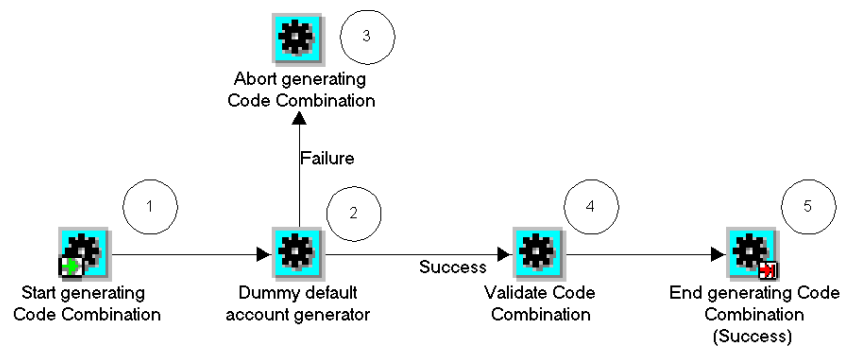 3
Abort generating
Code Combination
Failure
1
2
4
5
Success
Start generating
Code Combination
Dummy default
account generator
Validate Code
Combination
End generating Code
Combination
(Success)